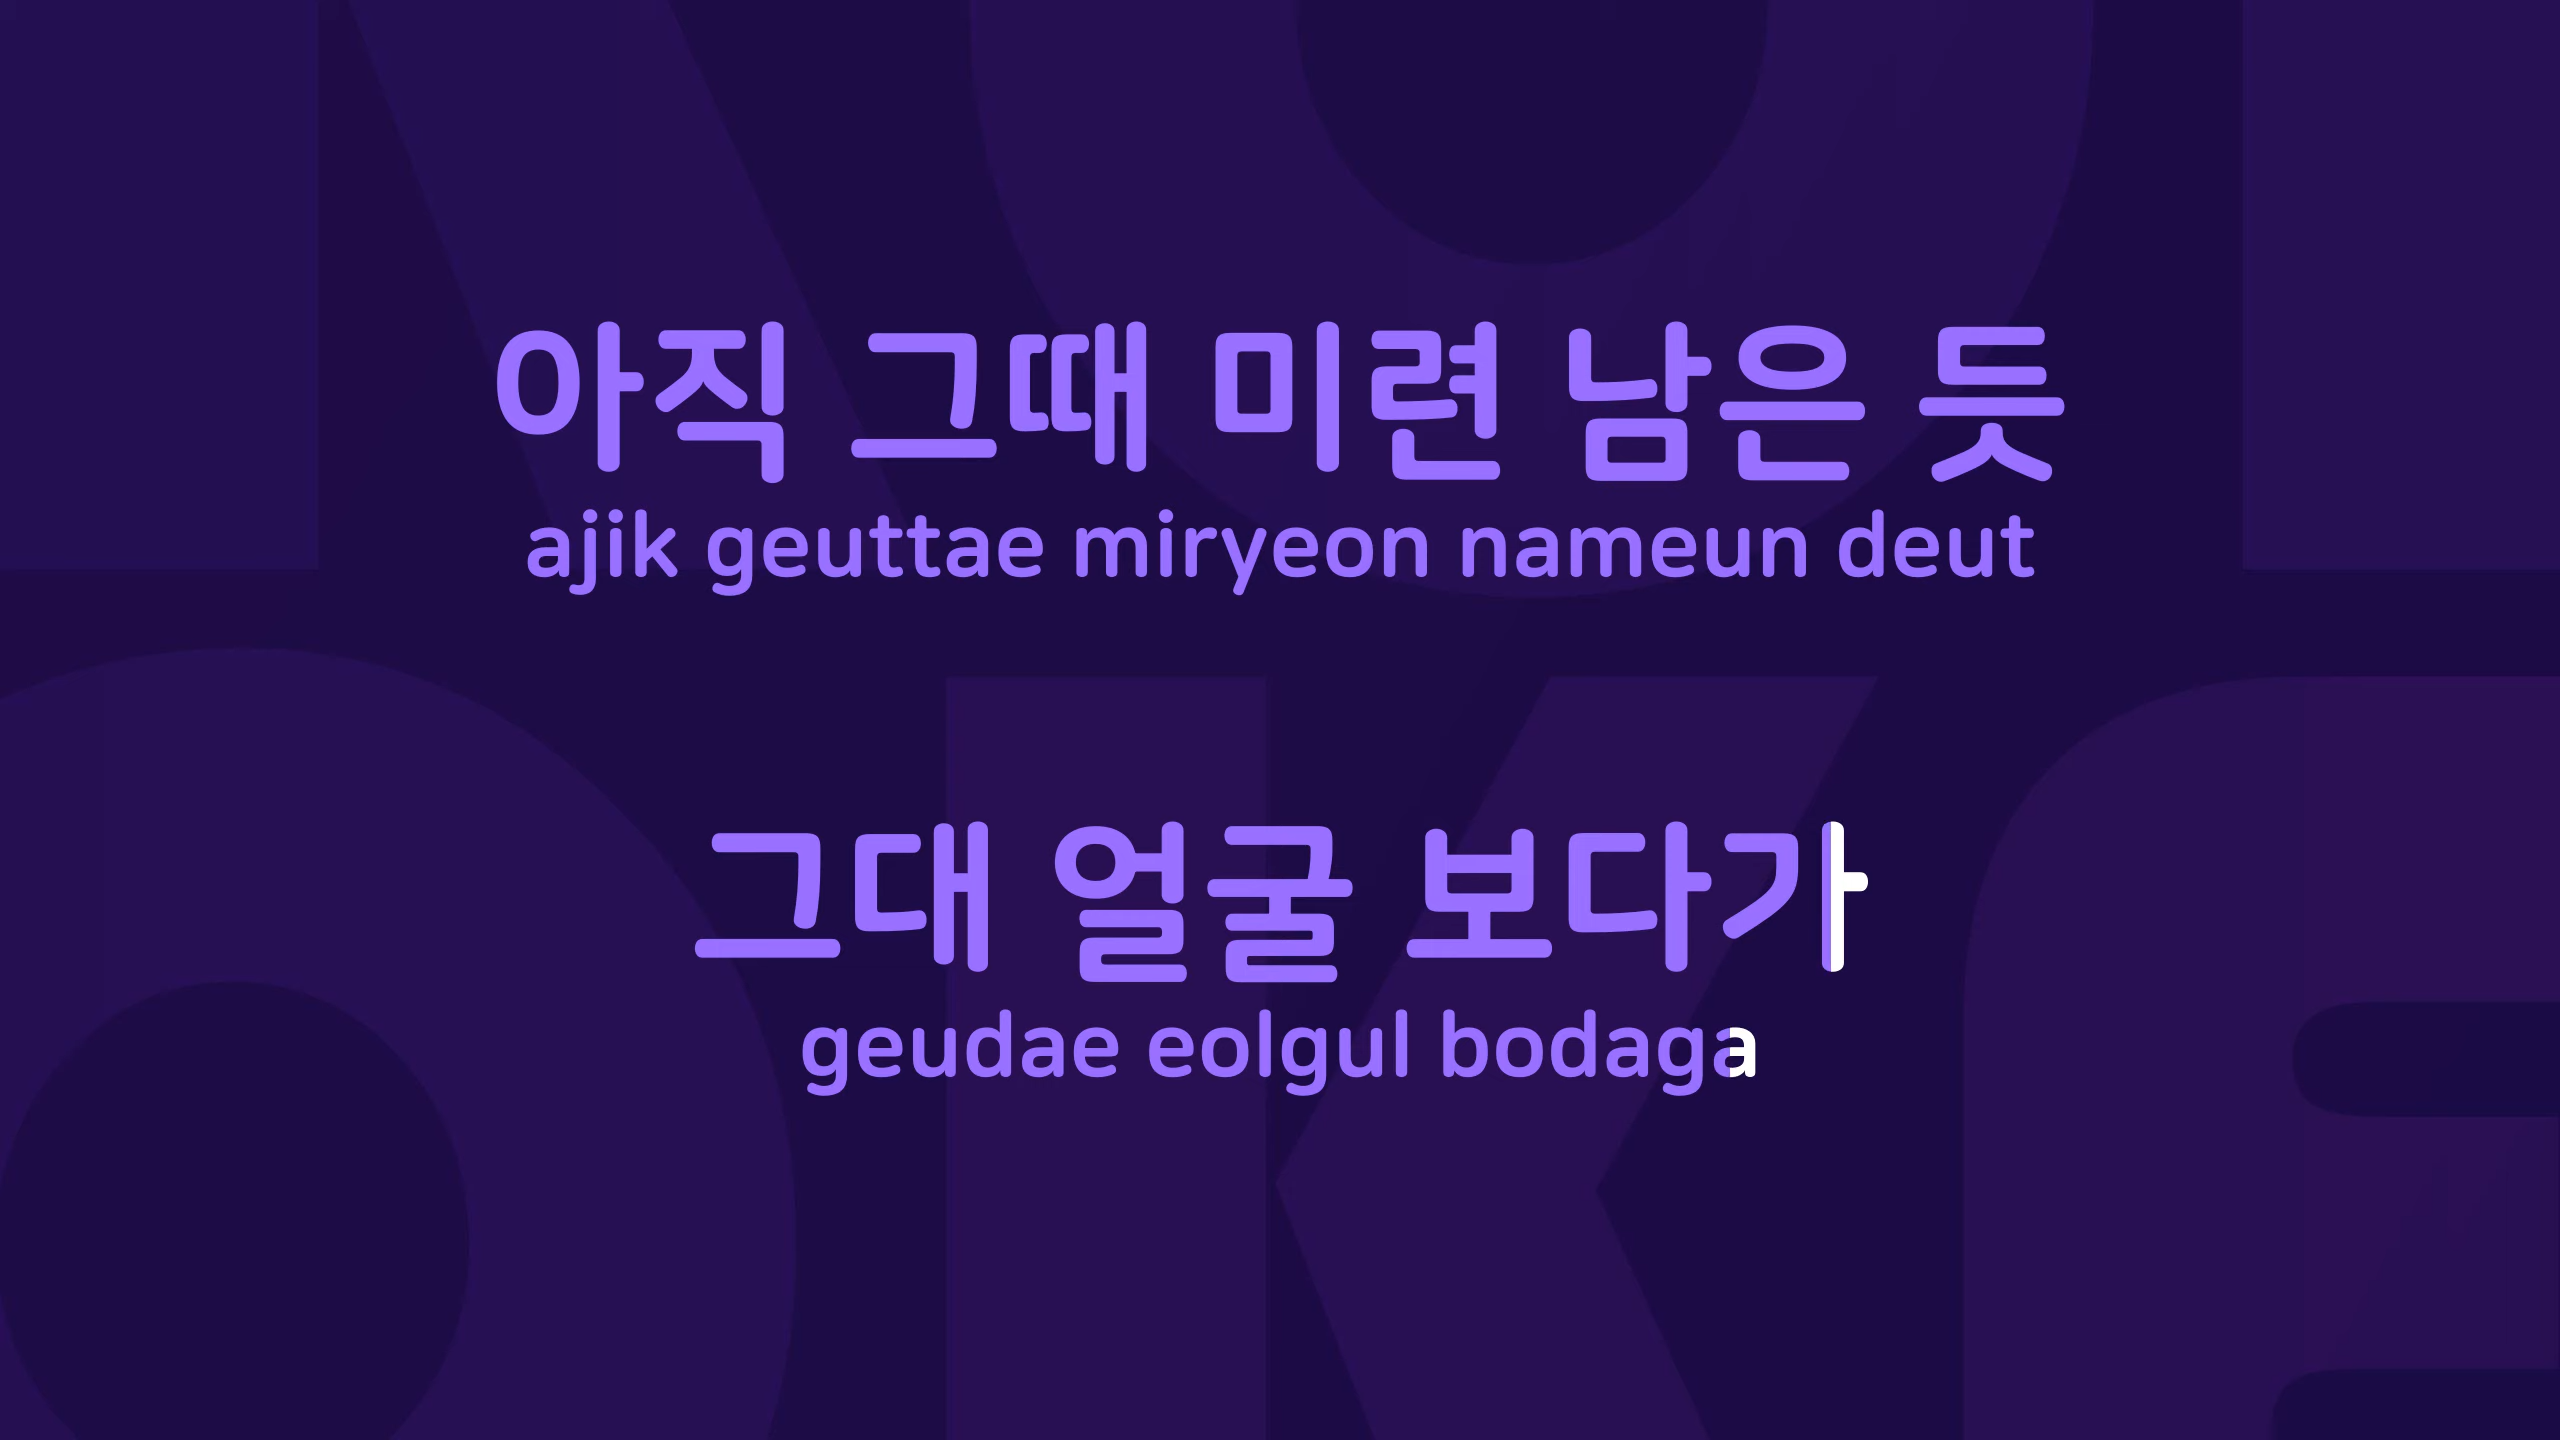 아직 그때 미련 남은 듯
ajik geuttae miryeon nameun deut
그대 얼굴 보다가
geudae eolgul bodaga